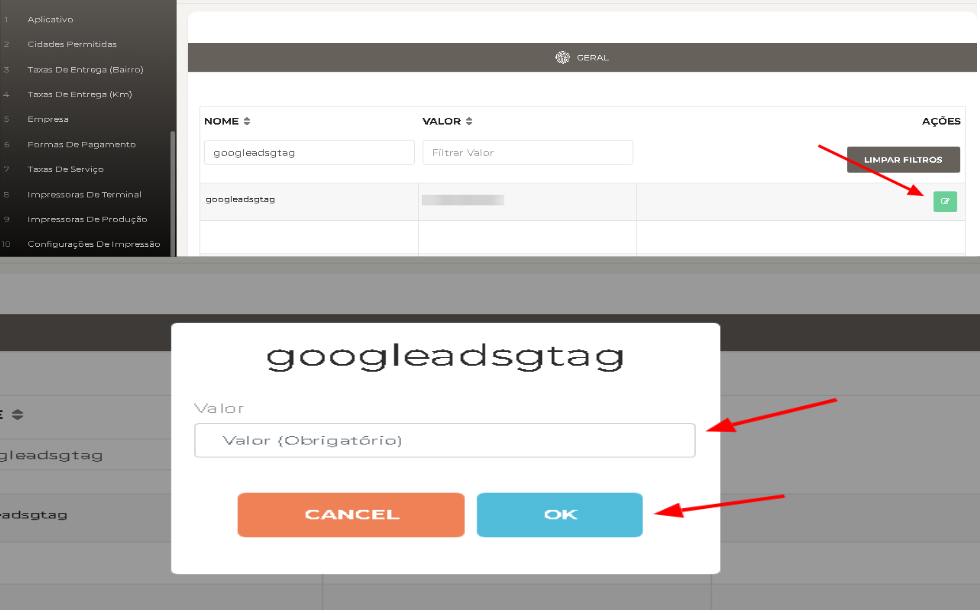 1 Aplicativo
2 Cidades Permitidas
3 Taxas De Entrega (Bairro)
4 Taxas De Entrega (Km)
5 Empresa
6 Formas De Pagamento
7 Taxas De Serviço
8 Impressoras De Terminal
9 Impressoras De Produção
10 Configurações De Impressão
GERAL
NOME VALOR AÇÕES
googleadsgtag Filtrar Valor LIMPAR FILTROS
googleadsgtag
E
gleadsgtag
adsgtag
googleadsgtag
Valor
Valor (Obrigatório)
CANCEL OK